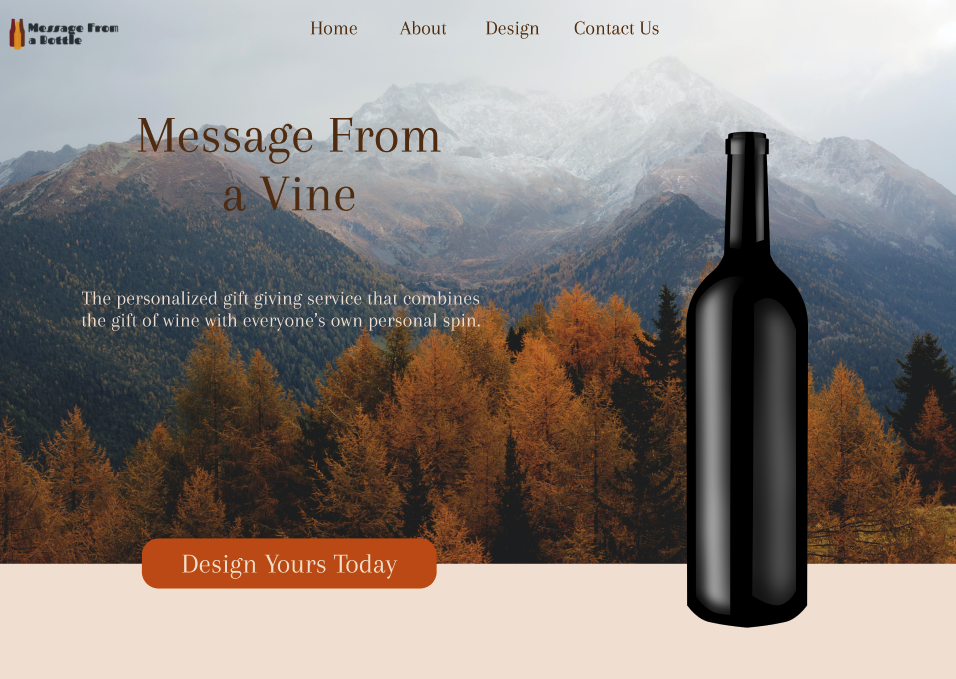 Message From
a Bottle
Home About Design Contact Us
Message From
a Vine
The personalized gift giving service that combines
the gift of wine with everyone's own personal spin.
Design Yours Today